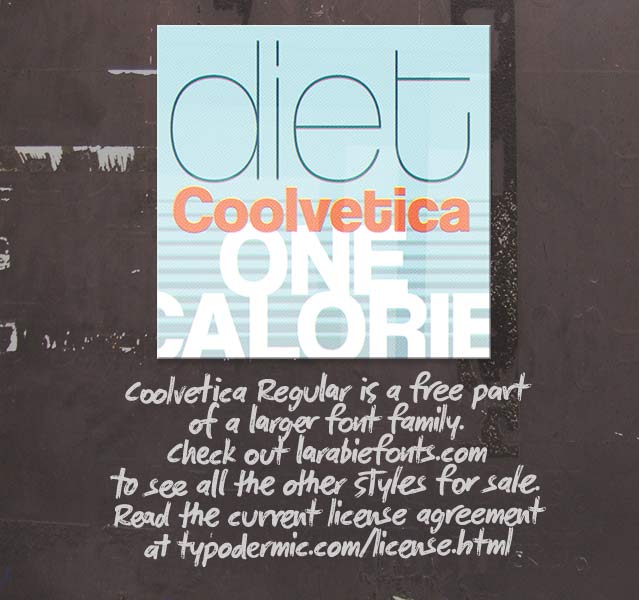 diet
Coolvetica
ONE
CALORIE
Coolvetica Regular is a free part
of a larger font family.
Check out larabiefonts.com
to see all the other styles for sale.
Read the current license agreement
at typodermic.com/license.html